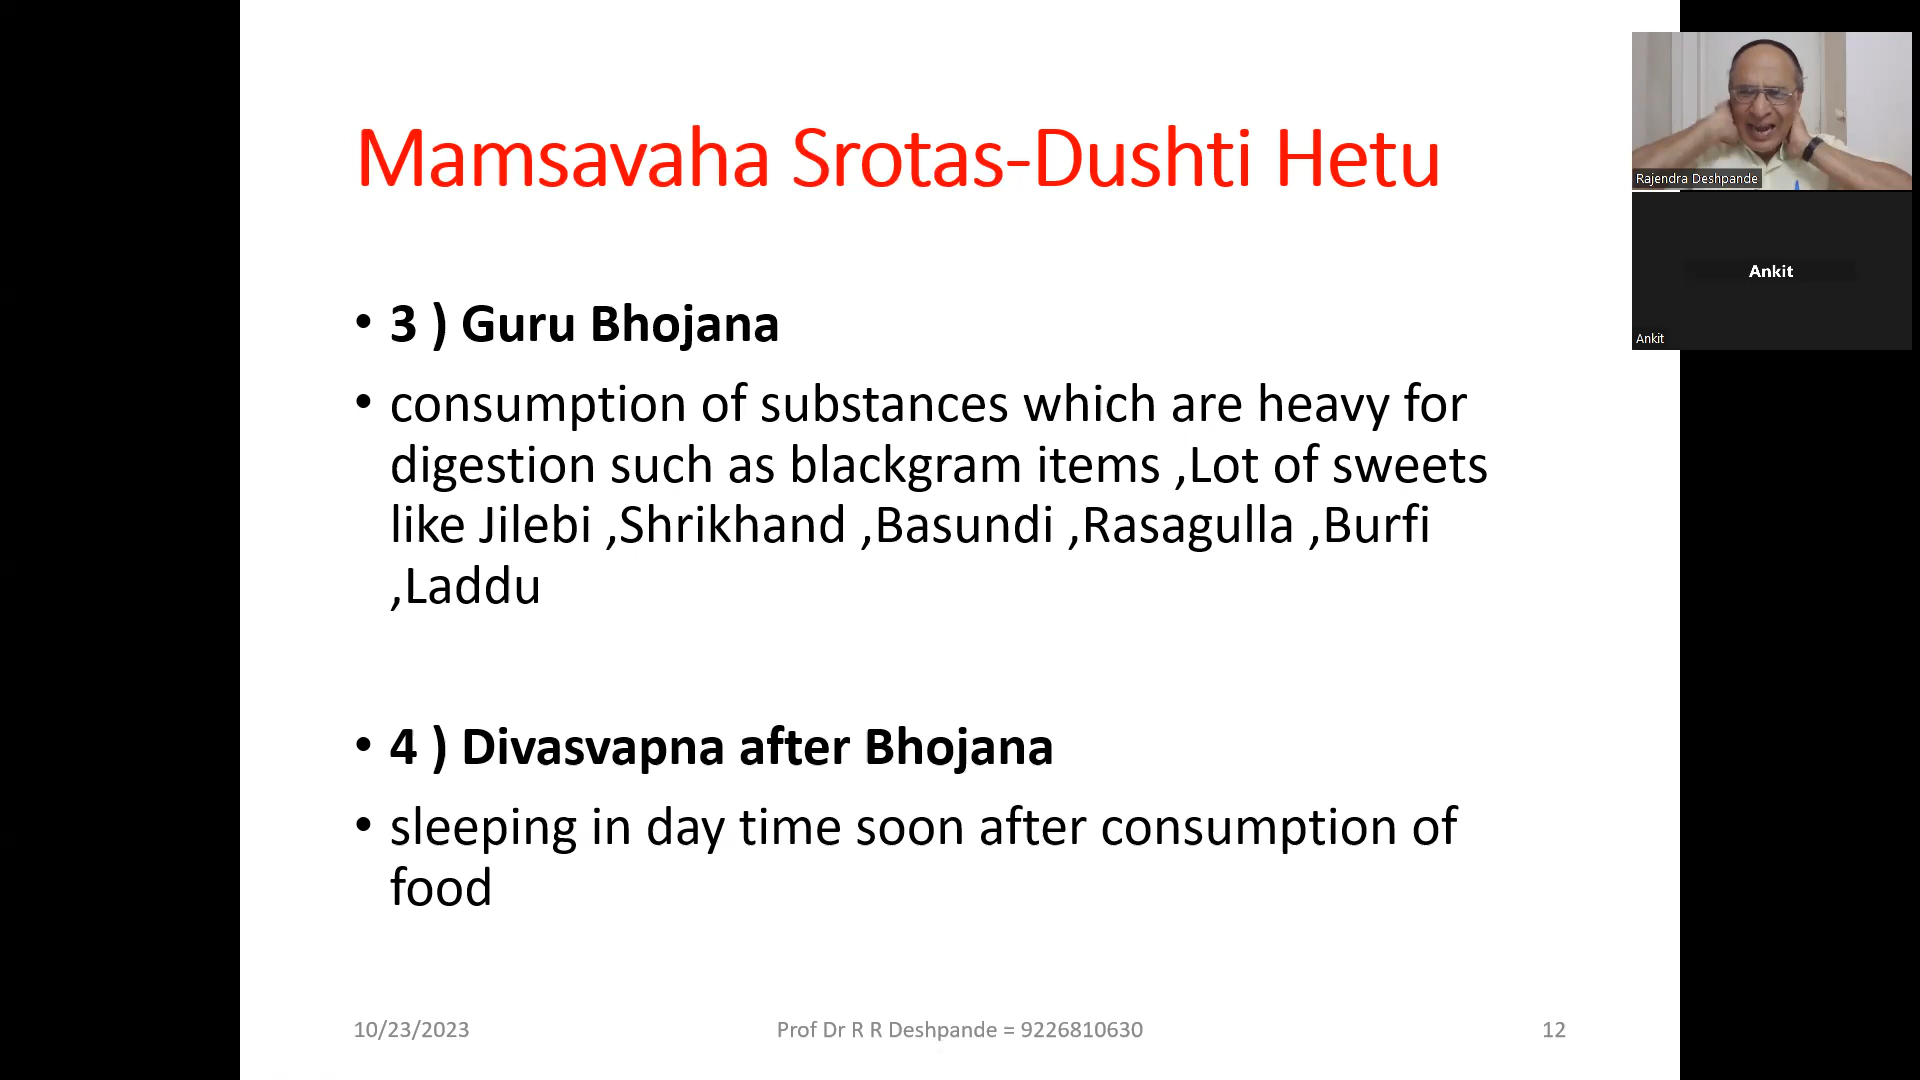 Mamsavaha Srotas-Dushti Hetu
• 3 ) Guru Bhojana
• consumption of substances which are heavy for
digestion such as blackgram items ,Lot of sweets
like Jilebi ,Shrikhand ,Basundi ,Rasagulla ,Burfi
,Laddu
• 4 ) Divasvapna after Bhojana
• sleeping in day time soon after consumption of
food
10/23/2023
Prof Dr R R Deshpande = 9226810630
12
Rajendra Deshpande
Ankit
Ankit